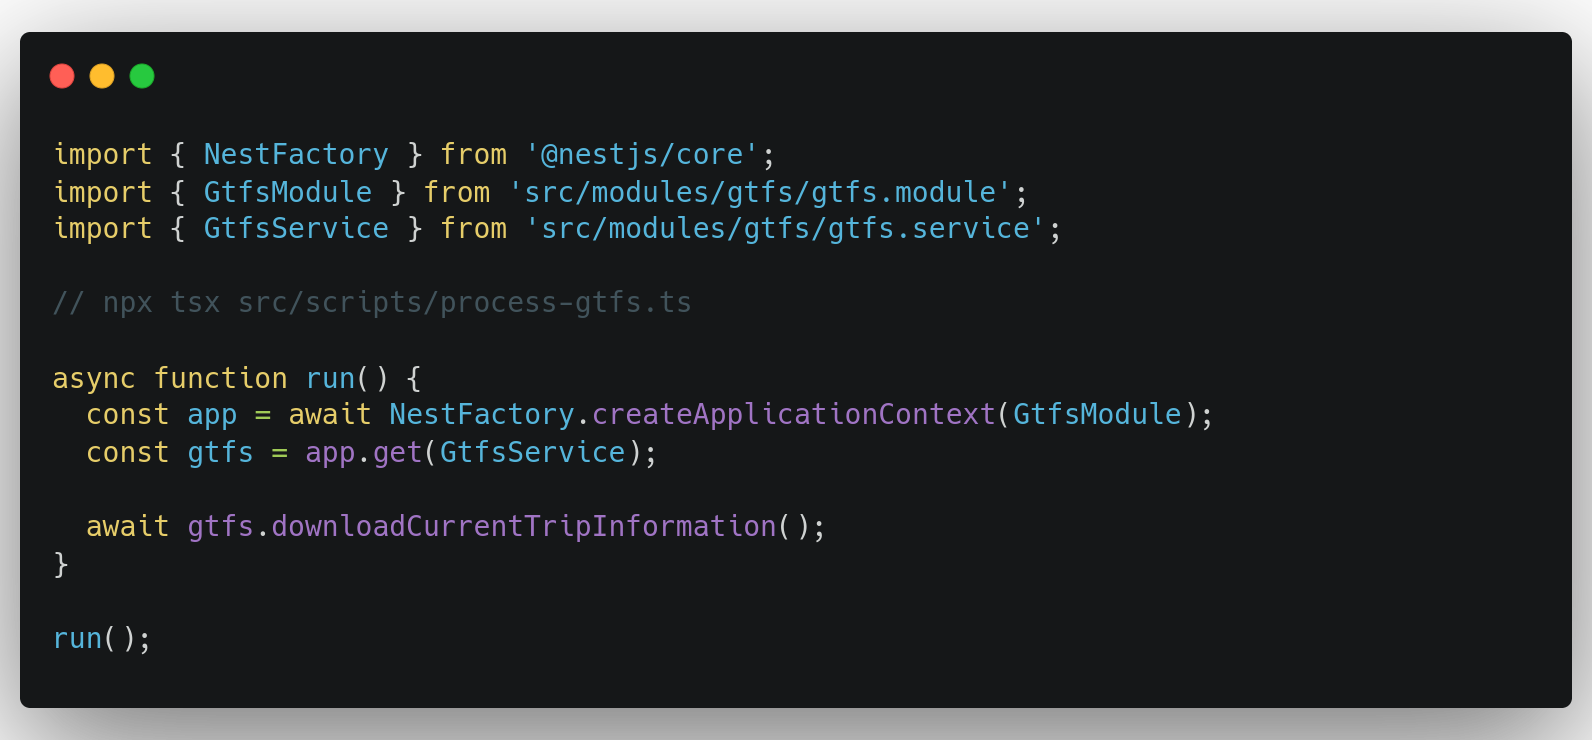 import { NestFactory } from '@nestjs/core';
import { GtfsModule } from 'src/modules/gtfs/gtfs.module';
import { GtfsService } from 'src/modules/gtfs/gtfs.service';

// npx tsx src/scripts/process-gtfs.ts

async function run() {
  const app = await NestFactory.createApplicationContext(GtfsModule);
  const gtfs = app.get(GtfsService);

  await gtfs.downloadCurrentTripInformation();
}

run();